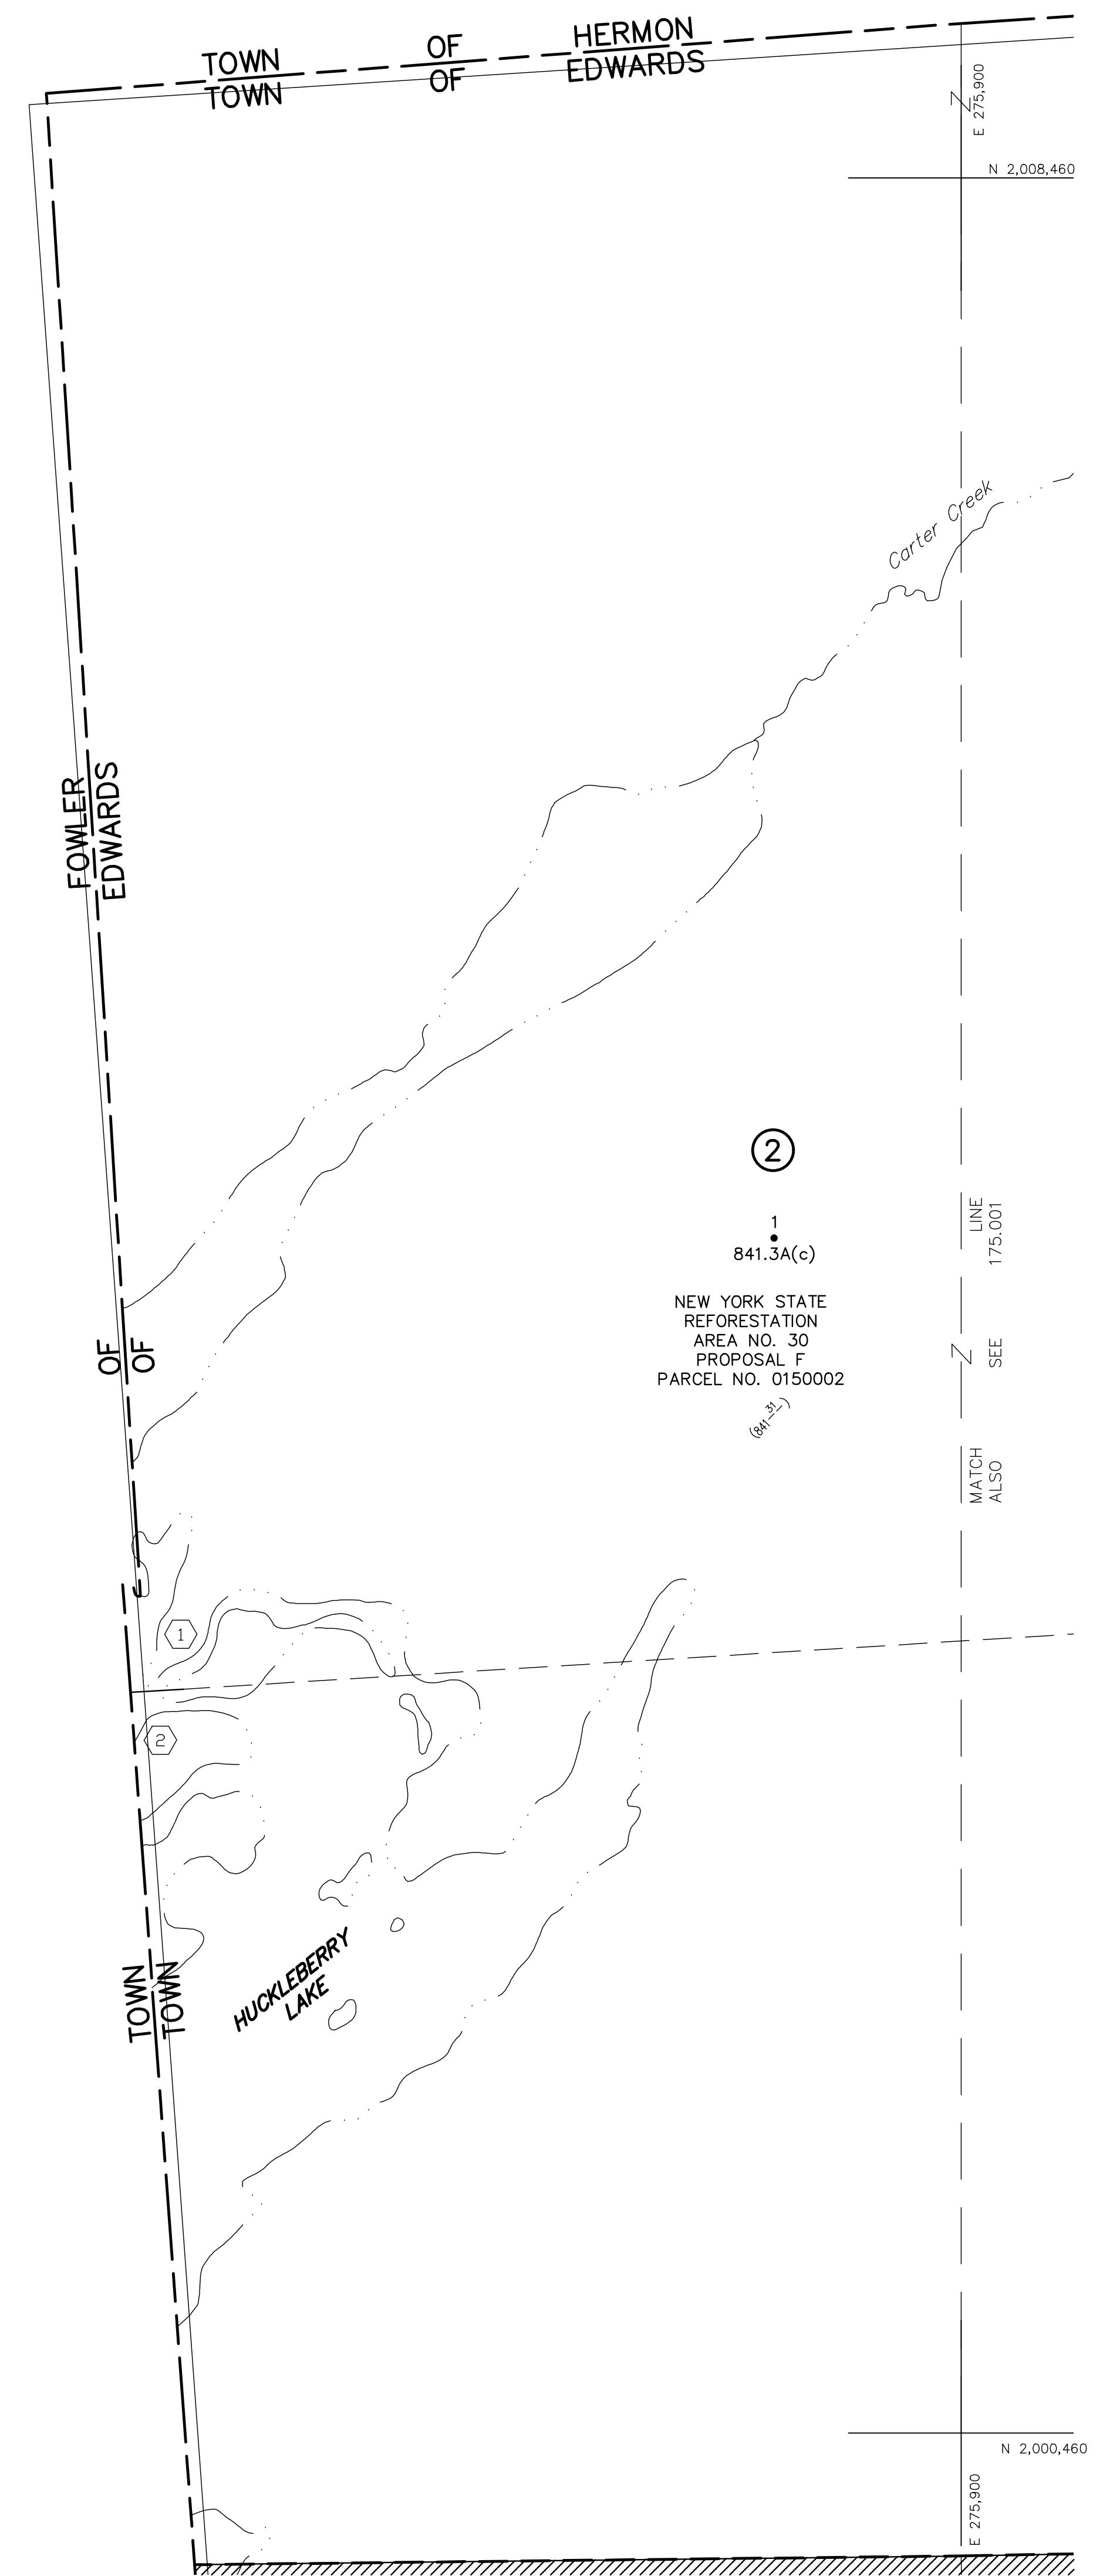 TOWN OF HERMON
TOWN OF EDWARDS
E 275,900
N 2,008,460
Carter Creek
FOWLER
EDWARDS
2
1
841.3A(c)
NEW YORK STATE
REFORESTATION
AREA NO. 30
PROPOSAL F
PARCEL NO. 0150002
(841-31)
MATCH LINE
ALSO SEE 175.001
OF
OF
1
2
TOWN
TOWN
HUCKLEBERRY
LAKE
N 2,000,460
E 275,900